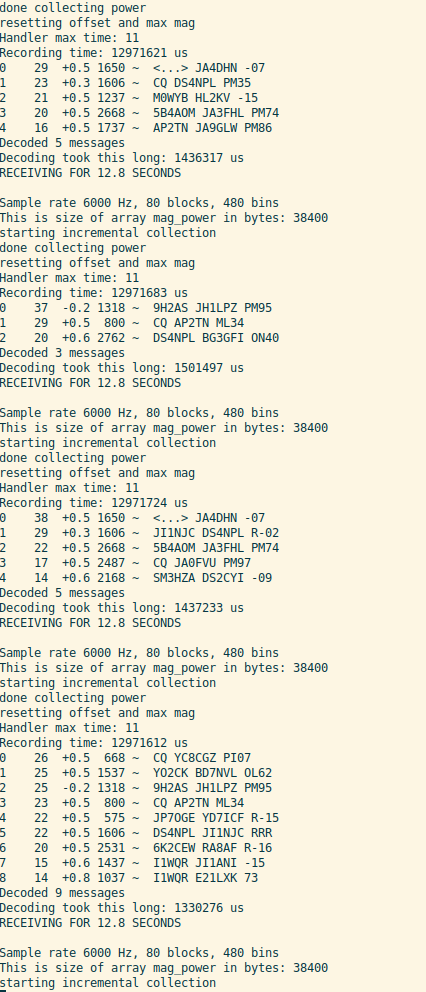 done collecting power
resetting offset and max mag
Handler max time: 11
Recording time: 12971621 us
0    29  +0.5 1650 ~  <...> JA4DHN -07
1    23  +0.3 1606 ~  CQ DS4NPL PM35
2    21  +0.5 1237 ~  M0WYB HL2KV -15
3    20  +0.5 2668 ~  5B4AOM JA3FHL PM74
4    16  +0.5 1737 ~  AP2TN JA9GLW PM86
Decoded 5 messages
Decoding took this long: 1436317 us
RECEIVING FOR 12.8 SECONDS

Sample rate 6000 Hz, 80 blocks, 480 bins
This is size of array mag_power in bytes: 38400
starting incremental collection
done collecting power
resetting offset and max mag
Handler max time: 11
Recording time: 12971683 us
0    37  -0.2 1318 ~  9H2AS JH1LPZ PM95
1    29  +0.5  800 ~  CQ AP2TN ML34
2    20  +0.6 2762 ~  DS4NPL BG3GFI ON40
Decoded 3 messages
Decoding took this long: 1501497 us
RECEIVING FOR 12.8 SECONDS

Sample rate 6000 Hz, 80 blocks, 480 bins
This is size of array mag_power in bytes: 38400
starting incremental collection
done collecting power
resetting offset and max mag
Handler max time: 11
Recording time: 12971724 us
0    38  +0.5 1650 ~  <...> JA4DHN -07
1    29  +0.3 1606 ~  JI1NJC DS4NPL R-02
2    22  +0.5 2668 ~  5B4AOM JA3FHL PM74
3    17  +0.5 2487 ~  CQ JA0FVU PM97
4    14  +0.6 2168 ~  SM3HZA DS2CYI -09
Decoded 5 messages
Decoding took this long: 1437233 us
RECEIVING FOR 12.8 SECONDS

Sample rate 6000 Hz, 80 blocks, 480 bins
This is size of array mag_power in bytes: 38400
starting incremental collection
done collecting power
resetting offset and max mag
Handler max time: 11
Recording time: 12971612 us
0    26  +0.5  668 ~  CQ YC8CGZ PI07
1    25  +0.5 1537 ~  YO2CK BD7NVL OL62
2    25  -0.2 1318 ~  9H2AS JH1LPZ PM95
3    23  +0.5  800 ~  CQ AP2TN ML34
4    22  +0.5  575 ~  JP7OGE YD7ICF R-15
5    22  +0.5 1606 ~  DS4NPL JI1NJC RRR
6    20  +0.5 2531 ~  6K2CEW RA8AF R-16
7    15  +0.6 1437 ~  I1WQR JI1ANI -15
8    14  +0.8 1037 ~  I1WQR E21LXK 73
Decoded 9 messages
Decoding took this long: 1330276 us
RECEIVING FOR 12.8 SECONDS

Sample rate 6000 Hz, 80 blocks, 480 bins
This is size of array mag_power in bytes: 38400
starting incremental collection